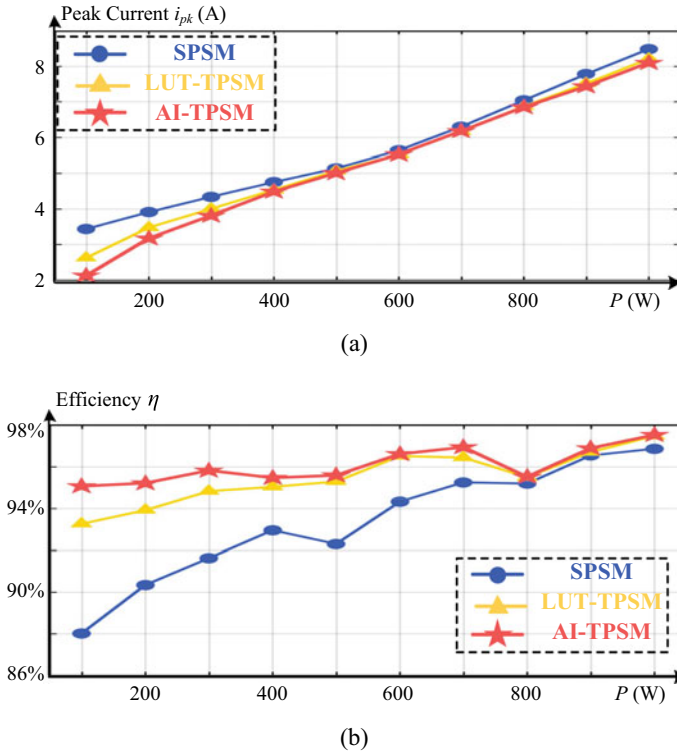 Peak Current i_pk (A)
SPSM
LUT-TPSM
AI-TPSM
8
6
4
2
200 400 600 800 P (W)
(a)
Efficiency η
98%
94%
90%
86%
SPSM
LUT-TPSM
AI-TPSM
200 400 600 800 P (W)
(b)